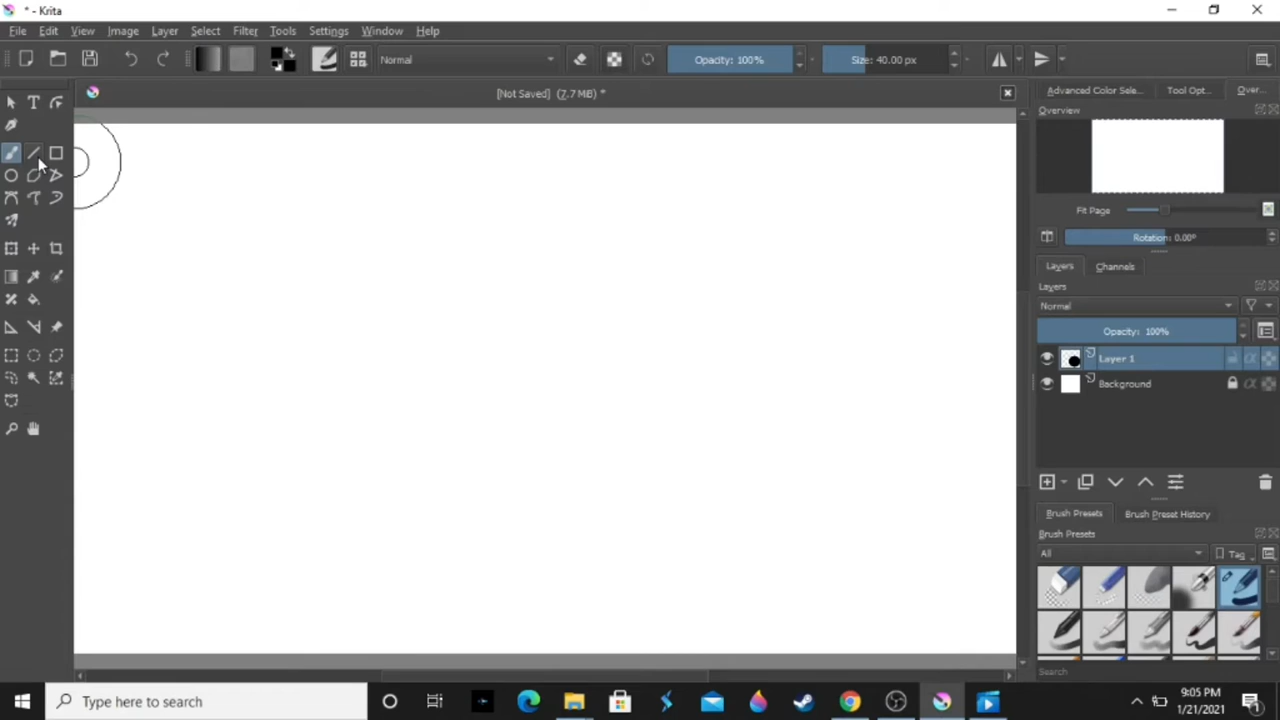 * - Krita
File Edit View Image Layer Select Filter Tools Settings Window Help
Normal Opacity: 100% Size: 40.00 px
[Not Saved] (7.7 MB) *
Advanced Color Sele... Tool Opt... Over...
Overview
Fit Page
Rotation: 0.00°
Layers Channels
Layers
Normal
Opacity: 100%
Layer 1
Background
Brush Presets Brush Preset History
Brush Presets
All Tag
Search
Type here to search
9:05 PM
1/21/2021